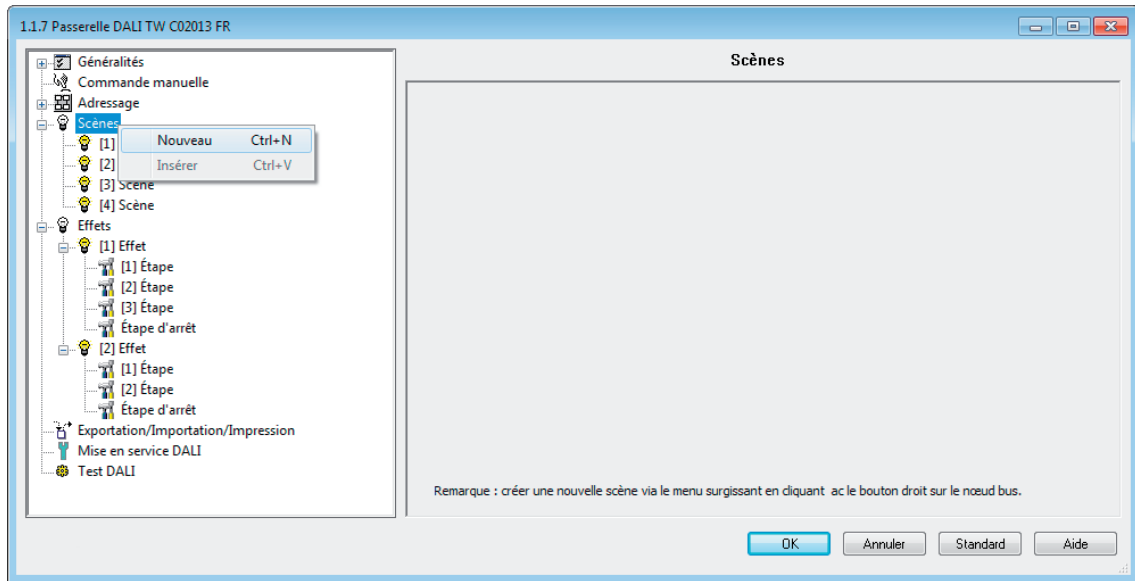 1.1.7 Passerelle DALI TW C02013 FR
Généralités
Commande manuelle
Adressage
Scènes
[1]
[2]
[3] Scène
[4] Scène
Nouveau Ctrl+N
Insérer Ctrl+V
Effets
[1] Effet
[1] Étape
[2] Étape
[3] Étape
Étape d'arrêt
[2] Effet
[1] Étape
[2] Étape
Étape d'arrêt
Exportation/Importation/Impression
Mise en service DALI
Test DALI
Scènes
Remarque : créer une nouvelle scène via le menu surgissant en cliquant ac le bouton droit sur le nœud bus.
OK Annuler Standard Aide